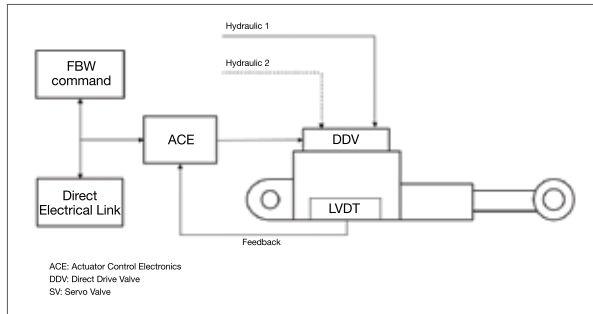 Hydraulic 1
FBW
command
Hydraulic 2
ACE
DDV
Direct
Electrical Link
LVDT
Feedback
ACE: Actuator Control Electronics
DDV: Direct Drive Valve
SV: Servo Valve